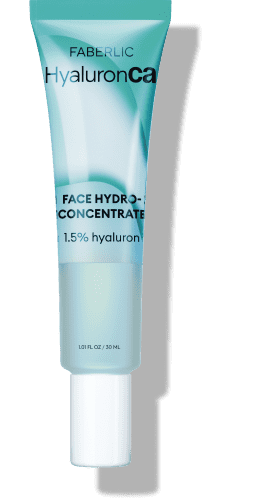 FABERLIC
Hyaluronca
FACE HYDRO-
CONCENTRATE
1.5% hyaluron
1.01 FL OZ / 30 ML